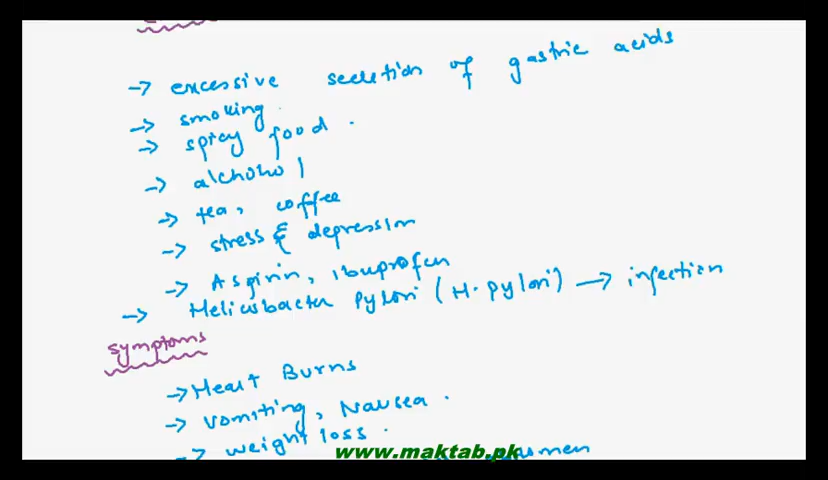 → excessive secletion of gastric acids
→ smoking.
→ spicy food.
→ alchohol
→ tea, coffee
→ stress & depression
→ Aspirin, Ibuprofen
→ Helicobacter Pylori (H. pylori) → infection
symptoms
→ Heart Burns
→ vomiting, Nausea.
→ weight loss.
www.maktab.pk